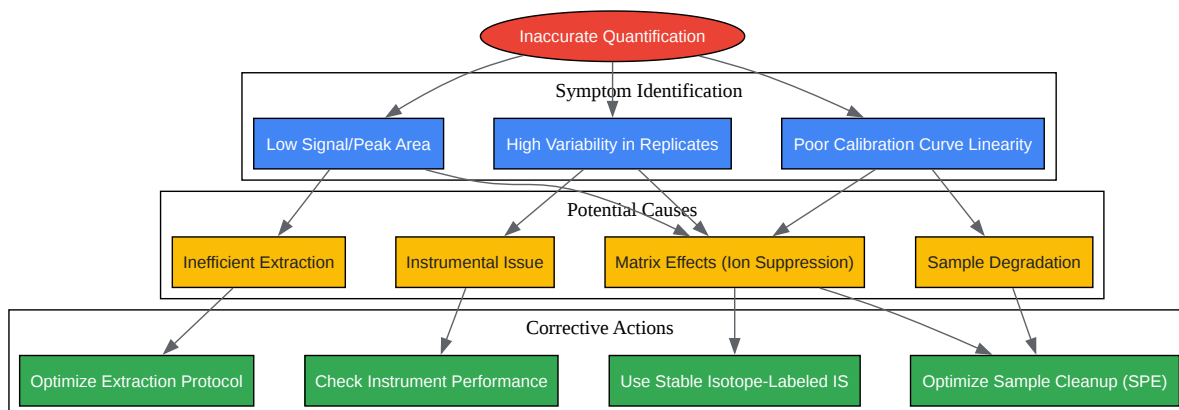 Inaccurate Quantification
Symptom Identification
Low Signal/Peak Area
High Variability in Replicates
Poor Calibration Curve Linearity
Potential Causes
Inefficient Extraction
Instrumental Issue
Matrix Effects (Ion Suppression)
Sample Degradation
Corrective Actions
Optimize Extraction Protocol
Check Instrument Performance
Use Stable Isotope-Labeled IS
Optimize Sample Cleanup (SPE)